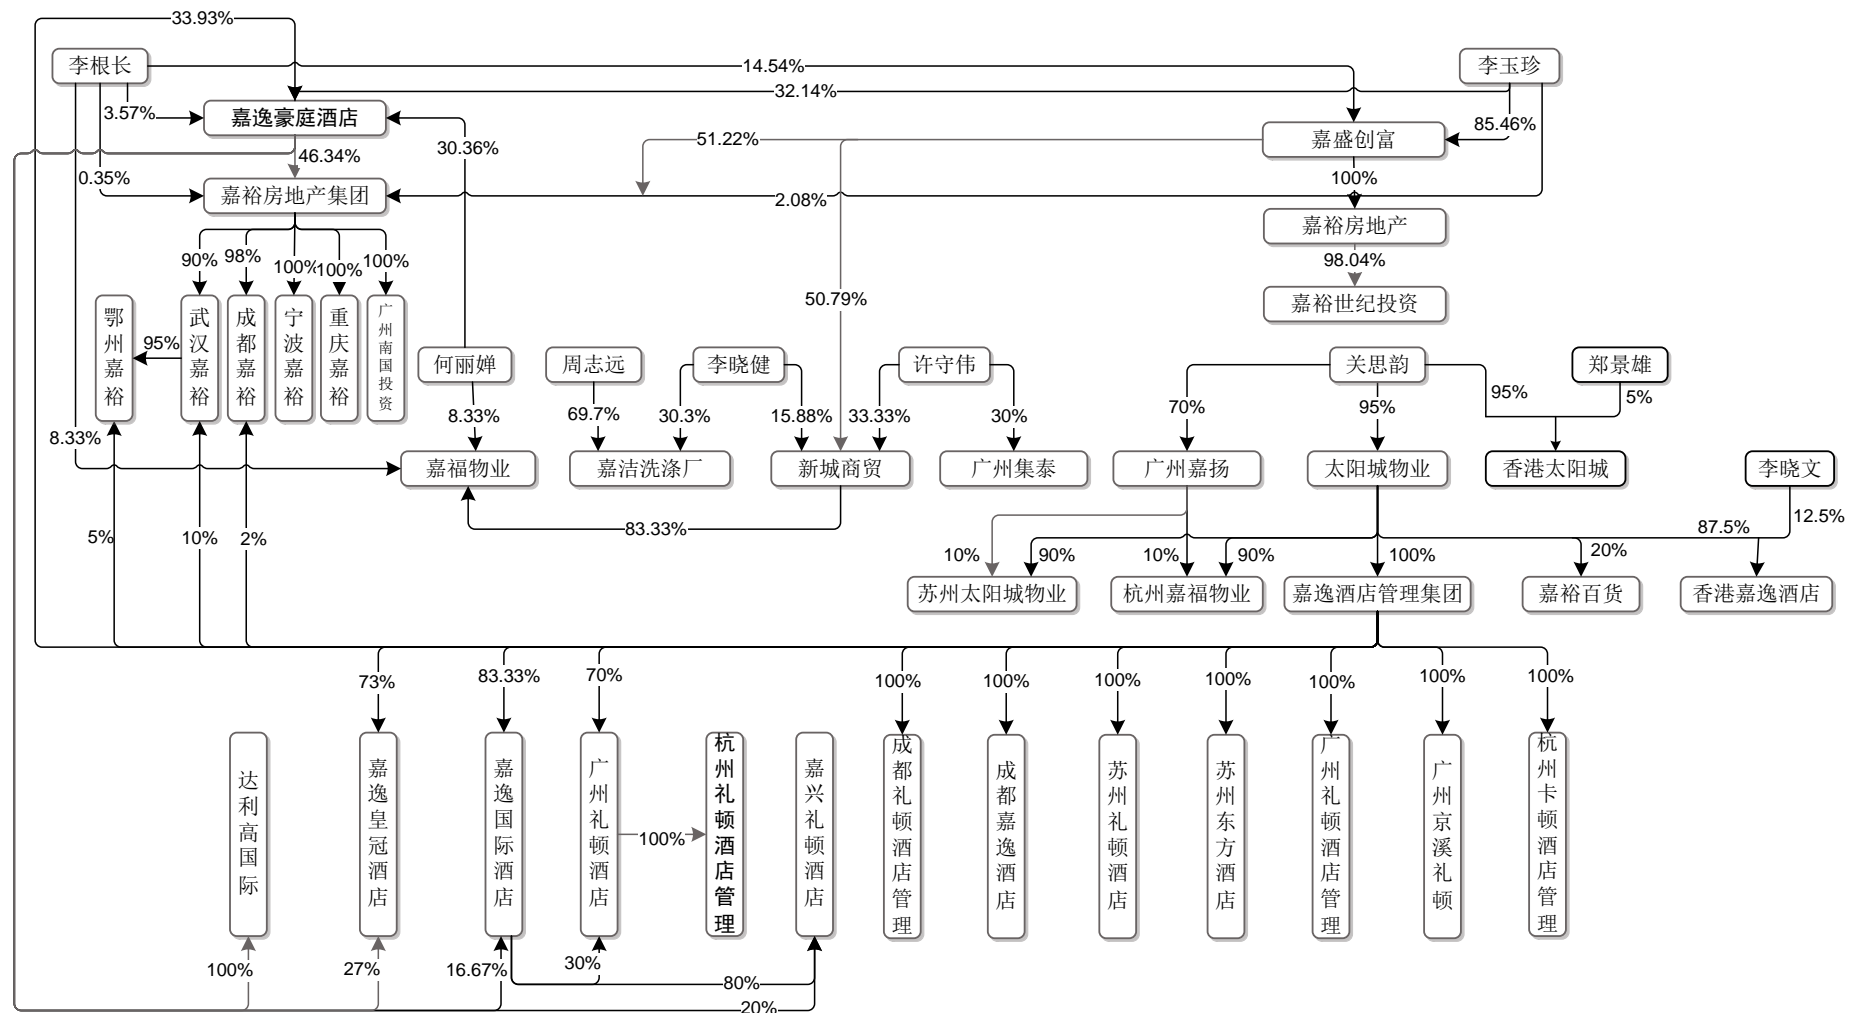 33.93%
李根长
14.54%
李玉珍
32.14%
3.57%
嘉逸豪庭酒店
85.46%
嘉盛创富
51.22%
30.36%
46.34%
0.35%
100%
嘉裕房地产集团
2.08%
嘉裕房地产
90%
98%
100%
100%
100%
98.04%
嘉裕世纪投资
50.79%
鄂州嘉裕
95%
武汉嘉裕
成都嘉裕
宁波嘉裕
重庆嘉裕
广州南国投资
何丽婵
周志远
李晓健
许守伟
关思韵
郑景雄
8.33%
69.7%
30.3%
15.88%
33.33%
30%
70%
95%
95%
5%
8.33%
嘉福物业
嘉洁洗涤厂
新城商贸
广州集泰
广州嘉扬
太阳城物业
香港太阳城
李晓文
83.33%
5%
10%
2%
87.5%
12.5%
10%
90%
10%
90%
100%
20%
苏州太阳城物业
杭州嘉福物业
嘉逸酒店管理集团
嘉裕百货
香港嘉逸酒店
73%
83.33%
70%
100%
100%
100%
100%
100%
100%
100%
达利高国际
嘉逸皇冠酒店
嘉逸国际酒店
广州礼顿酒店
100%
杭州礼顿酒店管理
嘉兴礼顿酒店
成都礼顿酒店管理
成都嘉逸酒店
苏州礼顿酒店
苏州东方酒店
广州礼顿酒店管理
广州京溪礼顿
杭州卡顿酒店管理
100%
27%
16.67%
30%
80%
20%